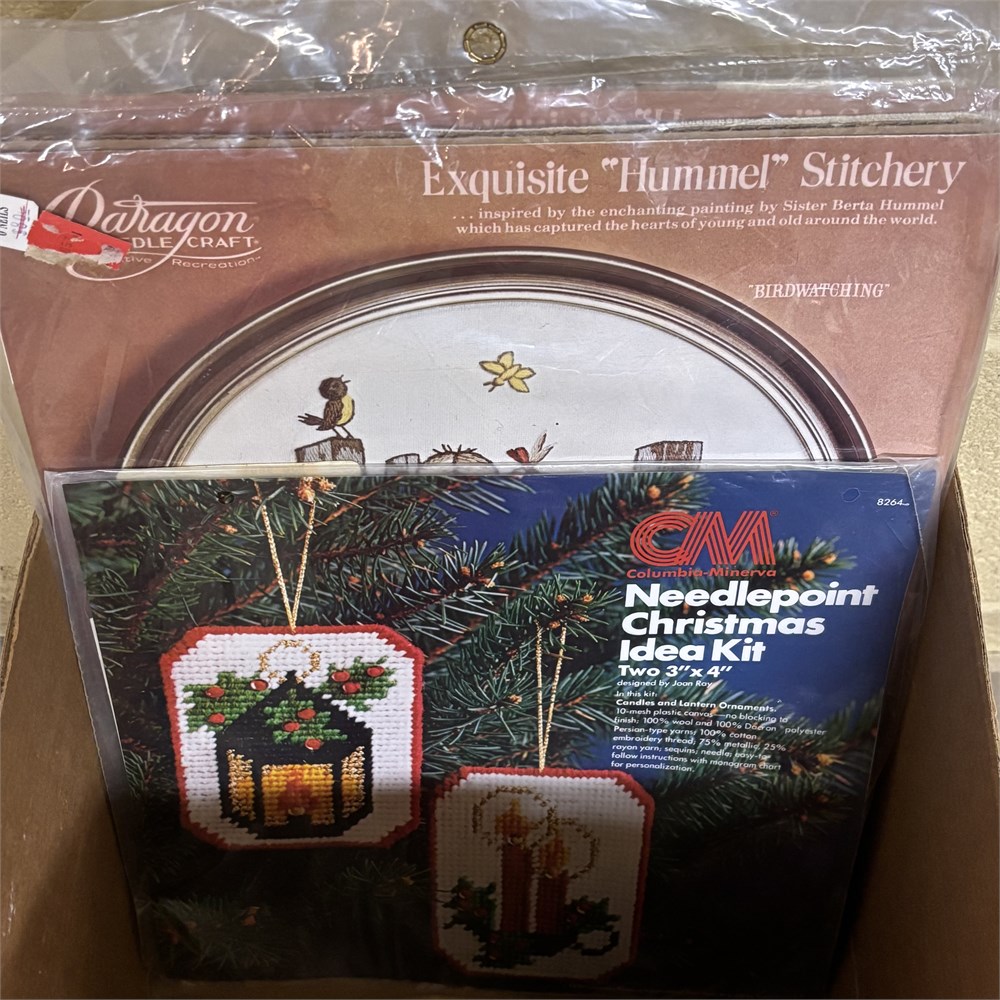 Exquisite "Hummel" Stitchery
. . . inspired by the enchanting painting by Sister Berta Hummel
which has captured the hearts of young and old around the world.
Paragon
CRAFT
Recreation
"BIRDWATCHING"
8264
CM
Columbia-Minerva
Needlepoint
Christmas
Idea Kit
Two 3"x 4"
designed by Joan Ray
In this kit:
Candles and Lantern Ornaments.
10-mesh plastic canvas—no blocking to
finish; 100% wool and 100% Dacron polyester
Persian-type yarns; 100% cotton
embroidery thread; 75% metallic, 25%
rayon yarn; sequins; needle; easy-to-
follow instructions with monogram chart
for personalization.